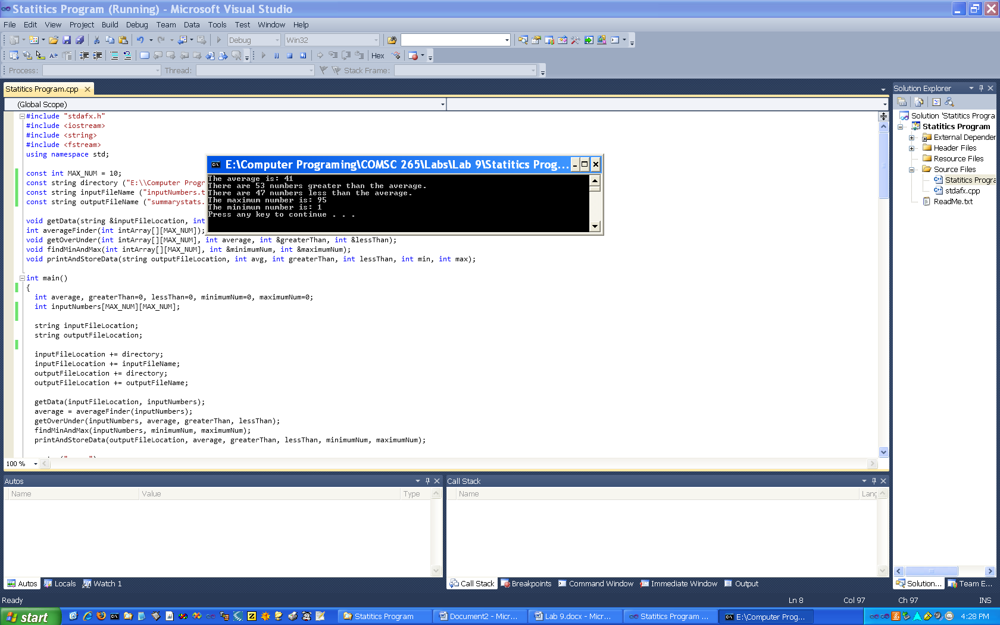 Statitics Program (Running) - Microsoft Visual Studio
File Edit View Project Build Debug Team Data Tools Test Window Help
Debug Win32
Hex
Process: Thread: Stack Frame:
Statitics Program.cpp
(Global Scope)
#include "stdafx.h"
#include <iostream>
#include <string>
#include <fstream>
using namespace std;
const int MAX_NUM = 10;
const string directory ("E:\\Computer Progr
const string inputFileName ("inputNumbers.t
const string outputFileName ("summarystats.
void getData(string &inputFileLocation, int
int averageFinder(int intArray[][MAX_NUM]);
void getOverUnder(int intArray[][MAX_NUM], int average, int &greaterThan, int &lessThan);
void findMinAndMax(int intArray[][MAX_NUM], int &minimumNum, int &maximumNum);
void printAndStoreData(string outputFileLocation, int avg, int greaterThan, int lessThan, int min, int max);
int main()
{
int average, greaterThan=0, lessThan=0, minimumNum=0, maximumNum=0;
int inputNumbers[MAX_NUM][MAX_NUM];
string inputFileLocation;
string outputFileLocation;
inputFileLocation += directory;
inputFileLocation += inputFileName;
outputFileLocation += directory;
outputFileLocation += outputFileName;
getData(inputFileLocation, inputNumbers);
average = averageFinder(inputNumbers);
getOverUnder(inputNumbers, average, greaterThan, lessThan);
findMinAndMax(inputNumbers, minimumNum, maximumNum);
printAndStoreData(outputFileLocation, average, greaterThan, lessThan, minimumNum, maximumNum);
100 %
E:\Computer Programing\COMSC 265\Labs\Lab 9\Statitics Prog...
The average is: 41
There are 53 numbers greater than the average.
There are 47 numbers less than the average.
The maximum number is: 95
The minimum number is: 1
Press any key to continue . . .
Solution Explorer
Solution 'Statitics Progra
Statitics Program
External Dependen
Header Files
Resource Files
Source Files
Statitics Progra
stdafx.cpp
ReadMe.txt
Autos
Name Value Type
Autos Locals Watch 1
Call Stack
Name Lang
Call Stack Breakpoints Command Window Immediate Window Output
Solution... Team E...
Ready Ln 8 Col 97 Ch 97 INS
start Statitics Program Document2 - Micr... Lab 9.docx - Micr... Statitics Program ... E:\Computer Prog... 4:28 PM